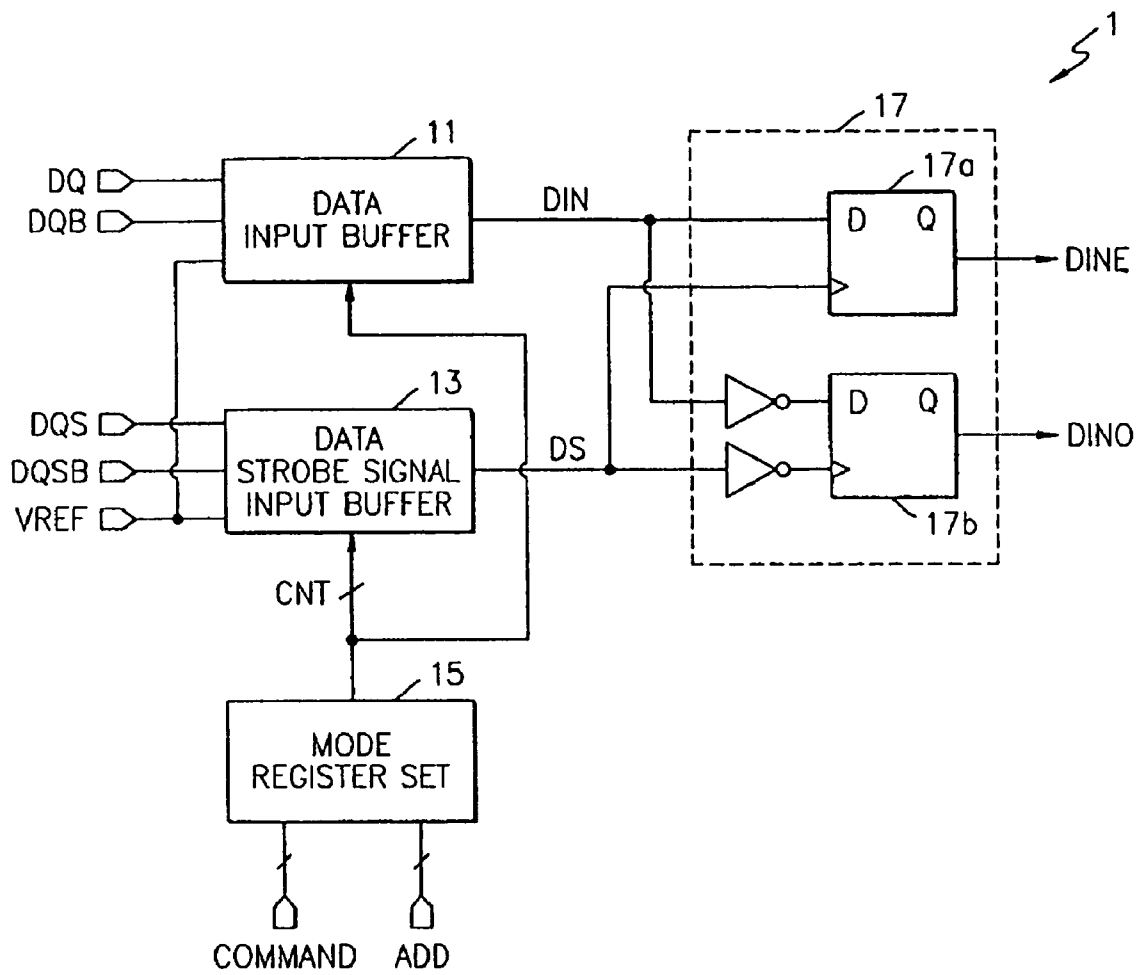 1
17
11
17a
DQ
DQB
DATA
INPUT BUFFER
DIN
D Q
DINE
13
DQS
DQSB
VREF
DATA
STROBE SIGNAL
INPUT BUFFER
DS
D Q
DINO
17b
CNT
15
MODE
REGISTER SET
COMMAND
ADD